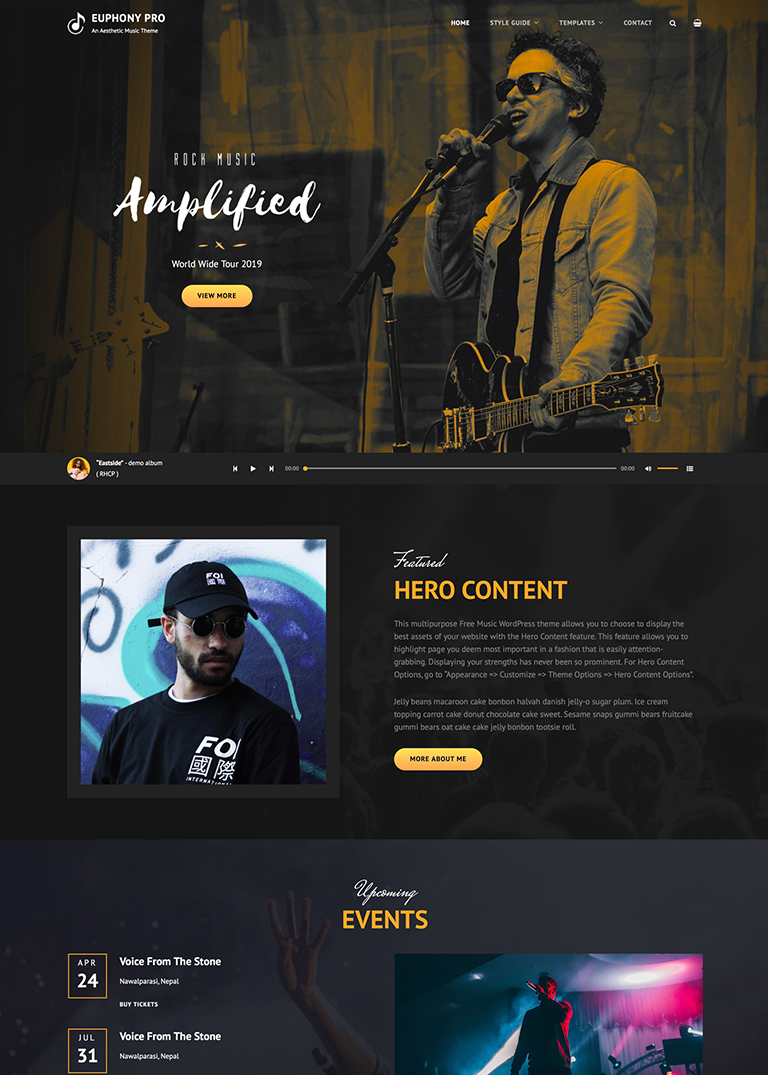 EUPHONY PRO
An Aesthetic Music Theme
HOME STYLE GUIDE TEMPLATES CONTACT
ROCK MUSIC
Amplified
World Wide Tour 2019
VIEW MORE
"Eastside" - demo album
( RHCP )
00:00 00:00
FOI
國際
FOI
國際
INTERNATIONAL
Featured
HERO CONTENT
This multipurpose Free Music WordPress theme allows you to choose to display the
best assets of your website with the Hero Content feature. This feature allows you to
highlight page you deem most important in a fashion that is easily attention-
grabbing. Displaying your strengths has never been so prominent. For Hero Content
Options, go to "Appearance => Customize => Theme Options => Hero Content Options".
Jelly beans macaroon cake bonbon halvah danish jelly-o sugar plum. Ice cream
topping carrot cake donut chocolate cake sweet. Sesame snaps gummi bears fruitcake
gummi bears oat cake cake jelly bonbon tootsie roll.
MORE ABOUT ME
Upcoming
EVENTS
APR
24
Voice From The Stone
Nawalparasi, Nepal
BUY TICKETS
JUL
31
Voice From The Stone
Nawalparasi, Nepal